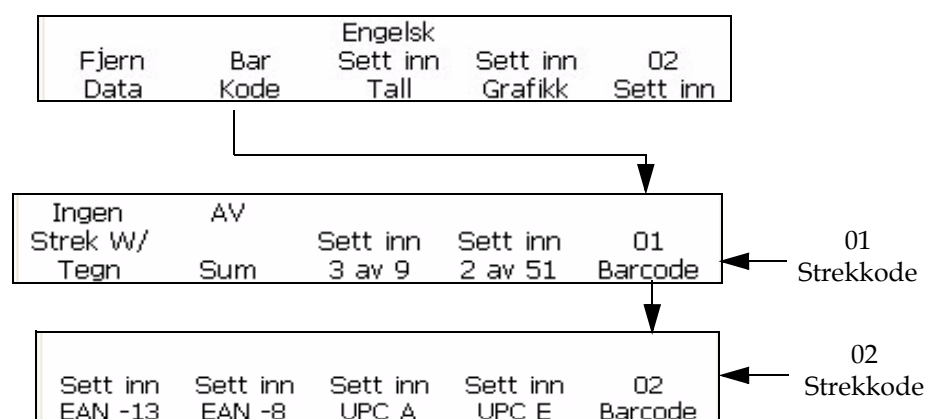 Engelsk
Fjern Bar Sett inn Sett inn 02
Data Kode Tall Grafikk Sett inn
Ingen AV
Strek W/ Sett inn Sett inn 01
Tegn Sum 3 av 9 2 av 51 Barcode
01
Strekkode
02
Strekkode
Sett inn Sett inn Sett inn Sett inn 02
EAN -13 EAN -8 UPC A UPC E Barcode